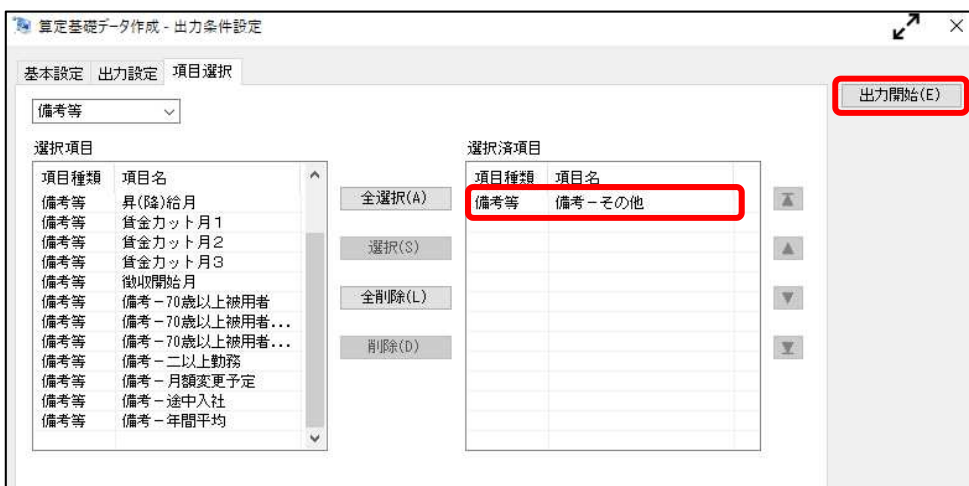 算定基礎データ作成 - 出力条件設定
基本設定 出力設定 項目選択
出力開始(E)
備考等
選択項目
項目種類 項目名
備考等 昇(降)給月
備考等 賃金カット月1
備考等 賃金カット月2
備考等 賃金カット月3
備考等 徴収開始月
備考等 備考-70歳以上被用者
備考等 備考-70歳以上被用者...
備考等 備考-70歳以上被用者...
備考等 備考-二以上勤務
備考等 備考-月額変更予定
備考等 備考-途中入社
備考等 備考-年間平均
全選択(A)
選択(S)
全削除(L)
削除(D)
選択済項目
項目種類 項目名
備考等 備考-その他